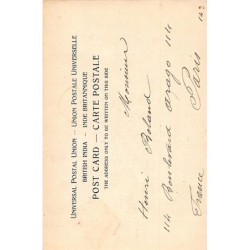 UNIVERSAL POSTAL UNION — UNION POSTALE UNIVERSELLE
BRITISH INDIA — INDE BRITANNIQUE
POST CARD — CARTE POSTALE
THE ADDRESS ONLY TO BE WRITTEN ON THIS SIDE
Monsieur
Henri Boland
114 Boulevard Arago 114
Paris
France